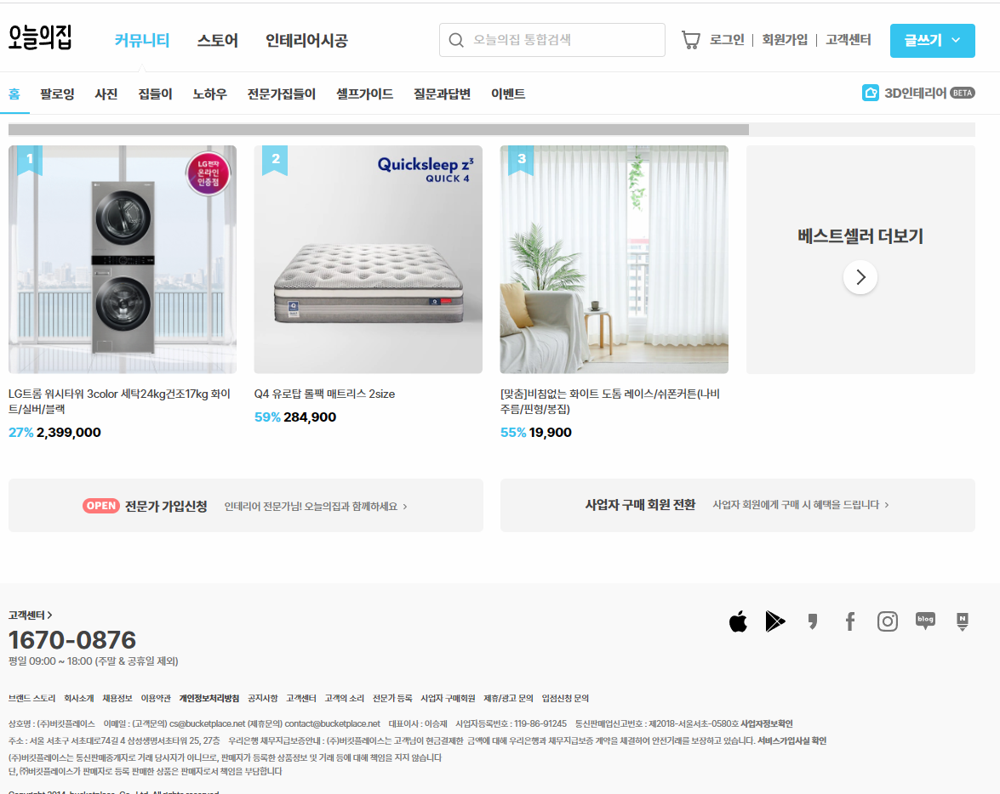 오늘의집
커뮤니티 스토어 인테리어시공 오늘의집 통합검색 로그인 | 회원가입 | 고객센터 글쓰기
홈 팔로잉 사진 집들이 노하우 전문가집들이 셀프가이드 질문과답변 이벤트 3D인테리어 BETA
1
LG전자
온라인
인증점
2
Quicksleep z³
QUICK 4
3
베스트셀러 더보기
LG트롬 워시타워 3color 세탁24kg건조17kg 화이
트/실버/블랙
27% 2,399,000
Q4 유로탑 롤팩 매트리스 2size
59% 284,900
[맞춤]비침없는 화이트 도톰 레이스/쉬폰커튼(나비
주름/핀형/봉집)
55% 19,900
OPEN 전문가 가입신청 인테리어 전문가님! 오늘의집과 함께하세요 >
사업자 구매 회원 전환 사업자 회원에게 구매 시 혜택을 드립니다 >
고객센터 >
1670-0876
평일 09:00 ~ 18:00 (주말 & 공휴일 제외)
blog
N
브랜드 스토리 회사소개 채용정보 이용약관 개인정보처리방침 공지사항 고객센터 고객의 소리 전문가 등록 사업자 구매회원 제휴/광고 문의 입점신청 문의
상호명 : (주)버킷플레이스 이메일 : (고객문의) cs@bucketplace.net (제휴문의) contact@bucketplace.net 대표이사 : 이승재 사업자등록번호 : 119-86-91245 통신판매업신고번호 : 제2018-서울서초-0580호 사업자정보확인
주소 : 서울 서초구 서초대로74길 4 삼성생명서초타워 25, 27층 우리은행 채무지급보증안내 : (주)버킷플레이스는 고객님이 현금결제한 금액에 대해 우리은행과 채무지급보증 계약을 체결하여 안전거래를 보장하고 있습니다. 서비스가입사실 확인
(주)버킷플레이스는 통신판매중개자로 거래 당사자가 아니므로, 판매자가 등록한 상품정보 및 거래 등에 대해 책임을 지지 않습니다
단, ㈜버킷플레이스가 판매자로 등록 판매한 상품은 판매자로서 책임을 부담합니다
Copyright 2014. bucketplace, Co., Ltd. All rights reserved